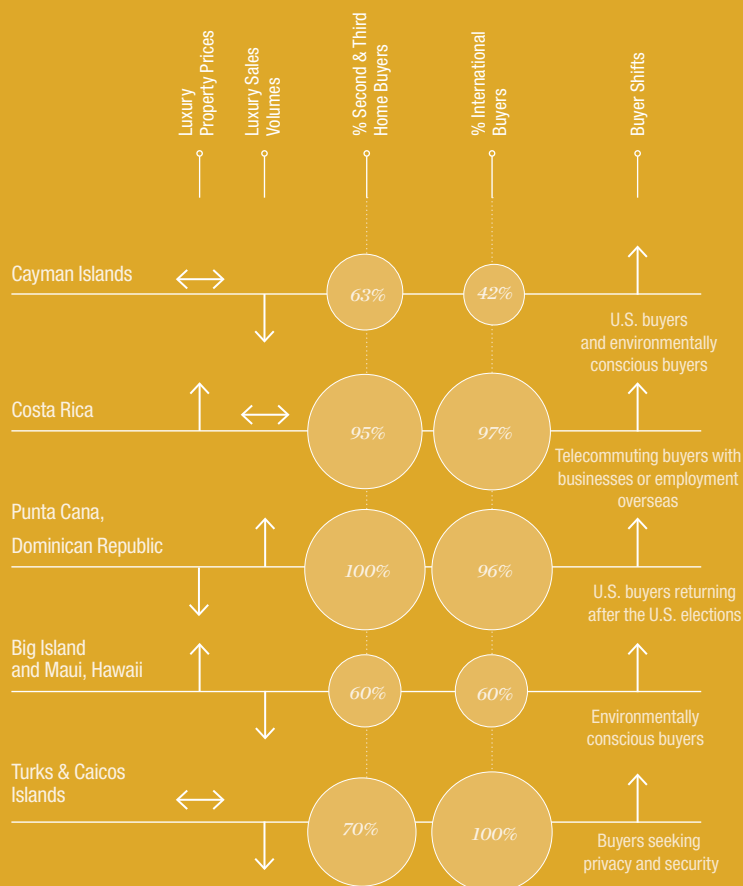 Luxury
Property Prices
Luxury Sales
Volumes
% Second & Third
Home Buyers
% International
Buyers
Buyer Shifts
Cayman Islands
63%
42%
U.S. buyers
and environmentally
conscious buyers
Costa Rica
95%
97%
Telecommuting buyers with
businesses or employment
overseas
Punta Cana,
Dominican Republic
100%
96%
U.S. buyers returning
after the U.S. elections
Big Island
and Maui, Hawaii
60%
60%
Environmentally
conscious buyers
Turks & Caicos
Islands
70%
100%
Buyers seeking
privacy and security